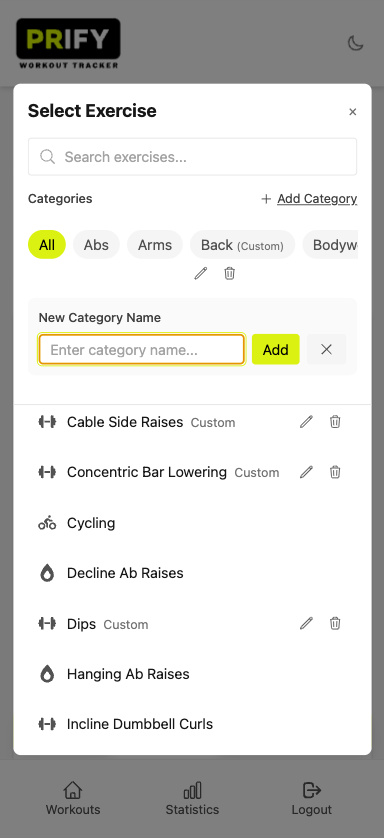 PRIFY
WORKOUT TRACKER
Select Exercise ×
Search exercises...
Categories + Add Category
All Abs Arms Back (Custom) Bodyw
New Category Name
Enter category name... Add
Cable Side Raises Custom
Concentric Bar Lowering Custom
Cycling
Decline Ab Raises
Dips Custom
Hanging Ab Raises
Incline Dumbbell Curls
Workouts Statistics Logout